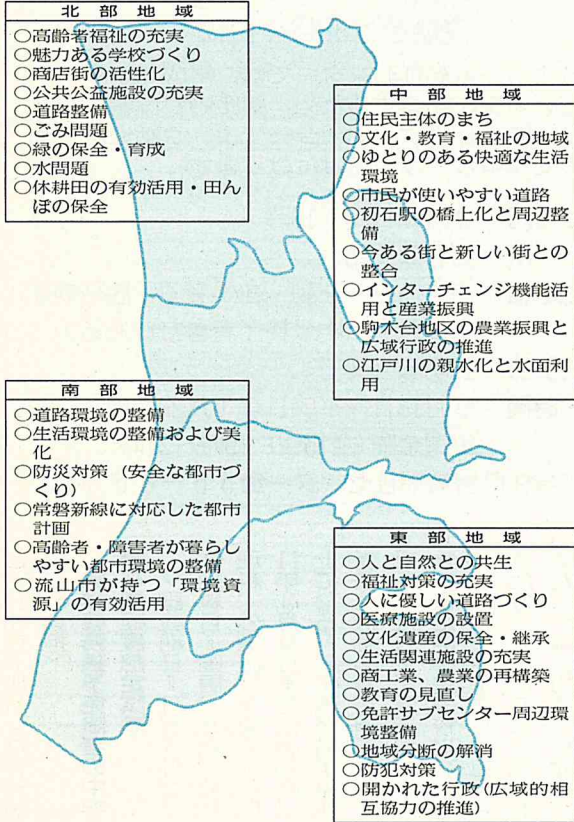 北部地域
○高齢者福祉の充実
○魅力ある学校づくり
○商店街の活性化
○公共公益施設の充実
○道路整備
○ごみ問題
○緑の保全・育成
○水問題
○休耕田の有効活用・田ん
ぼの保全
中部地域
○住民主体のまち
○文化・教育・福祉の地域
○ゆとりのある快適な生活
環境
○市民が使いやすい道路
○初石駅の橋上化と周辺整
備
○今ある街と新しい街との
整合
○インターチェンジ機能活
用と産業振興
○駒木台地区の農業振興と
広域行政の推進
○江戸川の親水化と水面利
用
南部地域
○道路環境の整備
○生活環境の整備および美
化
○防災対策（安全な都市づ
くり）
○常磐新線に対応した都市
計画
○高齢者・障害者が暮らし
やすい都市環境の整備
○流山市が持つ「環境資
源」の有効活用
東部地域
○人と自然との共生
○福祉対策の充実
○人に優しい道路づくり
○医療施設の設置
○文化遺産の保全・継承
○生活関連施設の充実
○商工業、農業の再構築
○教育の見直し
○免許サブセンター周辺環
境整備
○地域分断の解消
○防犯対策
○開かれた行政（広域的相
互協力の推進）